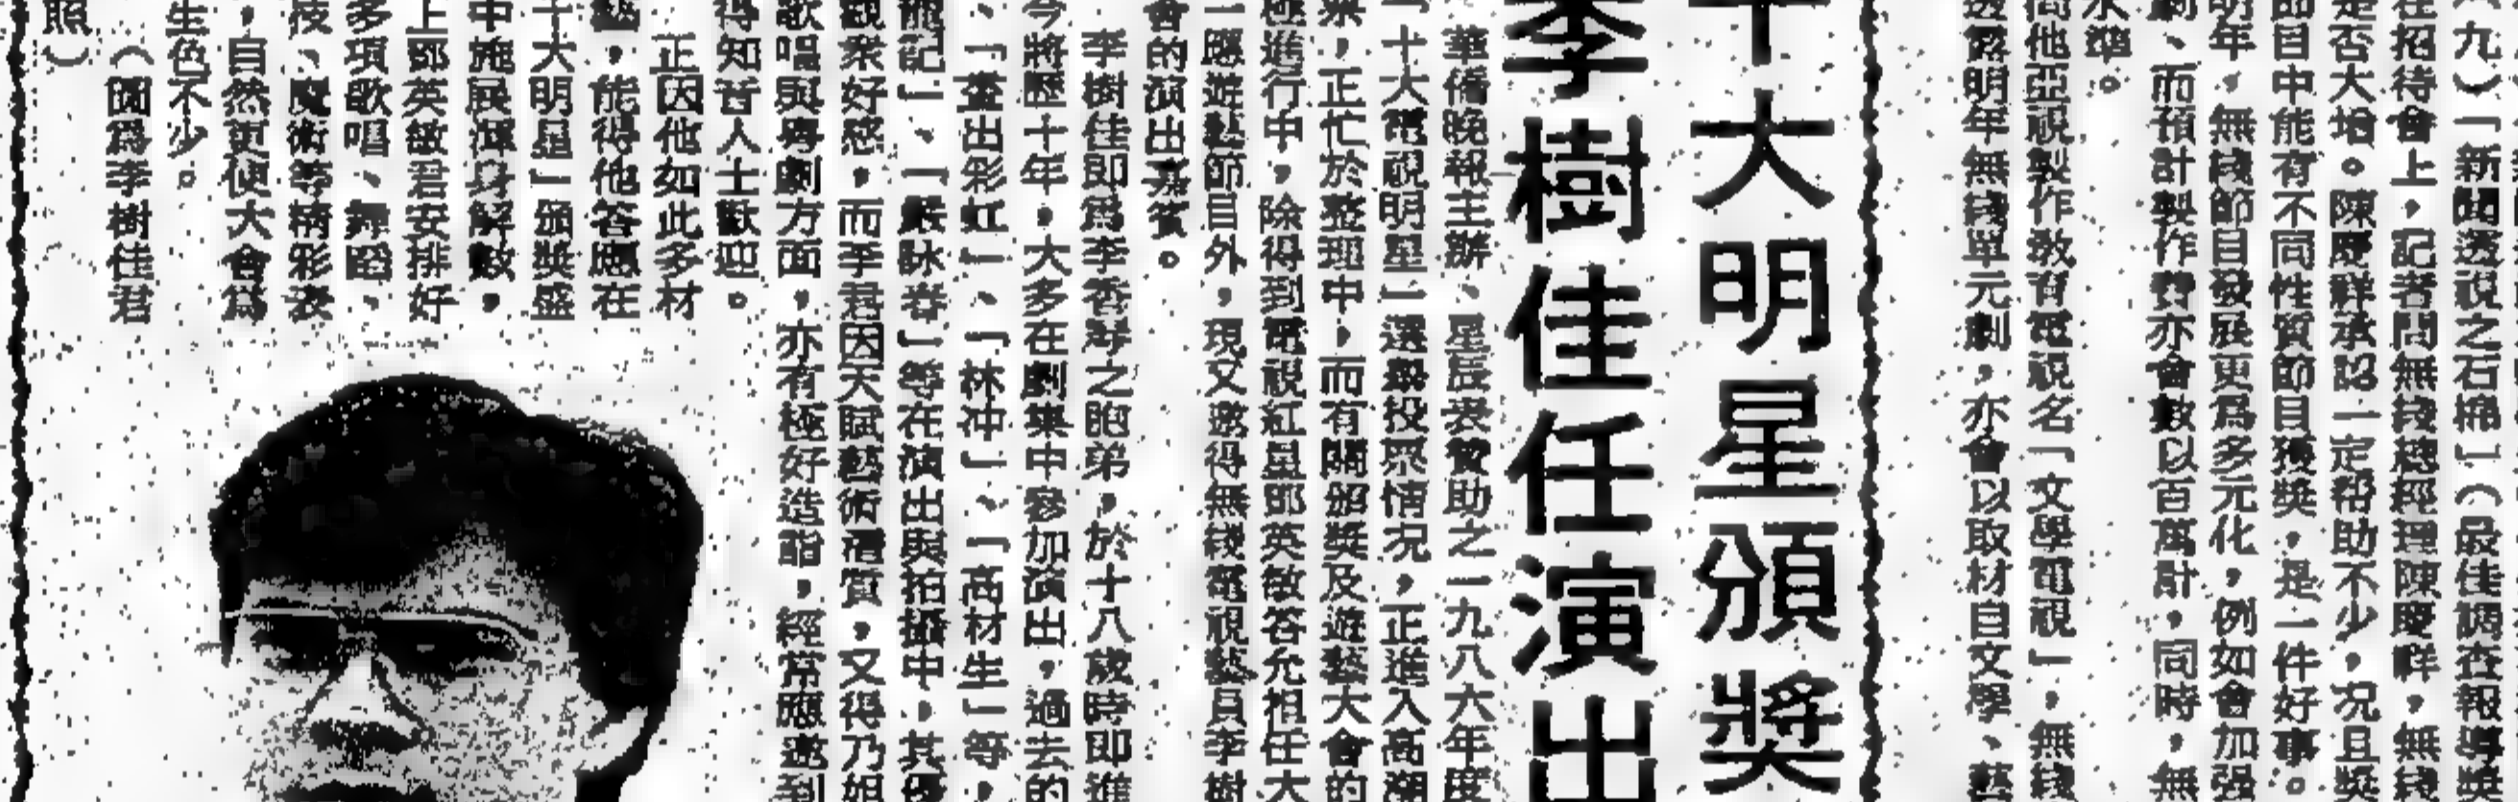 八九）「新聞透視之石棉」（最佳調查報導獎
在招待會上，記者問無綫總經理陳慶祥，無綫
是否大增。陳慶祥承認一定帮助不少，况且獎
節目中能有不同性質節目獲獎，是一件好事。
明年，無綫節目發展更爲多元化，例如會加强
劇、而預計製作費亦會數以百萬計，同時，無
透露明年無綫單元劇，亦會以取材自文學、藝
問他亞視製作教育電視名「文學電視」，無綫
水準。
十大明星頒獎
李樹佳任演出
華僑晚報主辦、星辰表贊助之一九八六年度
「十大電視明星」選舉投票情况，正進入高潮
票，正忙於整理中，而有關頒獎及遊藝大會的
極進行中，除得到電視紅星鄧英敏答允担任大
一應遊藝節目外，現又邀得無綫電視藝員李樹
會的演出嘉賓。
李樹佳即爲李香琴之胞弟，於十八歲時即進
今將歷十年，大多在劇集中參加演出，過去的
、「畫出彩虹」、「林冲」、「高材生」等，
龍記」、「嚴詠春」等在演出與拍攝中，其優
觀衆好感，而李君因天賦藝術潛質，又得乃姐
歌唱與粵劇方面，亦有極好造詣，經常應邀到
得知音人士歡迎。
正因他如此多材
藝，能得他答應在
十大明星」頒獎盛
中施展渾身解數，
上鄧英敏君安排好
多項歌唱、舞蹈、
技、魔術等精彩表
，自然更使大會爲
生色不少。
（圖爲李樹佳君
照）